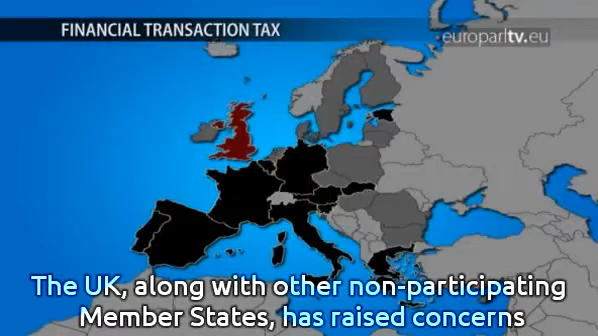 FINANCIAL TRANSACTION TAX
europarltv.eu
The UK, along with other non-participating
Member States, has raised concerns